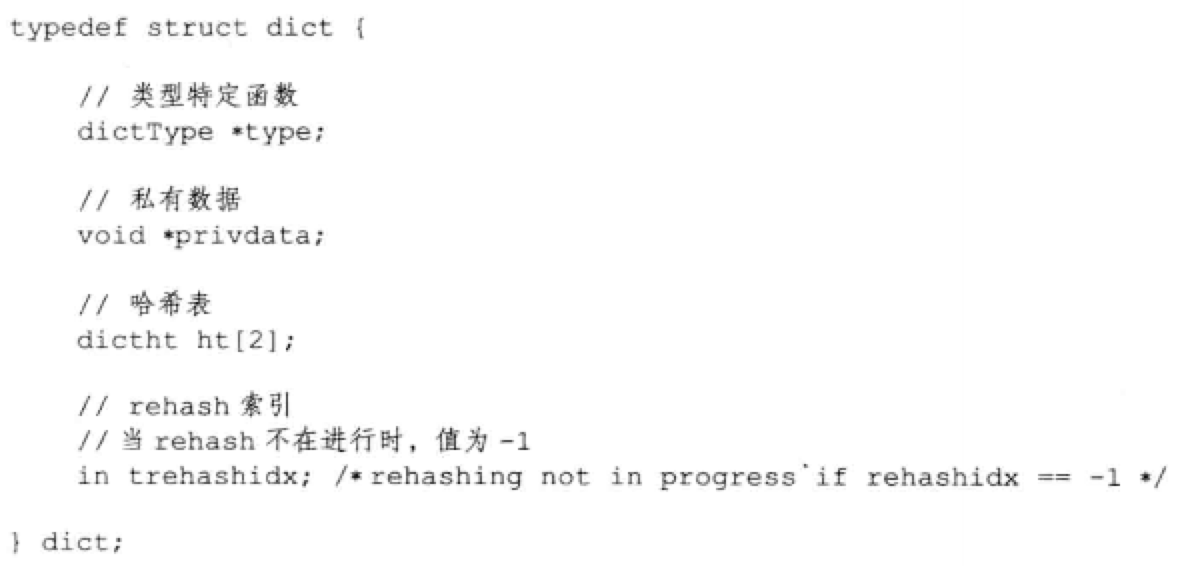 typedef struct dict {
// 类型特定函数
dictType *type;
// 私有数据
void *privdata;
// 哈希表
dictht ht[2];
// rehash 索引
// 当 rehash 不在进行时，值为 -1
in trehashidx; /* rehashing not in progress if rehashidx == -1 */
} dict;